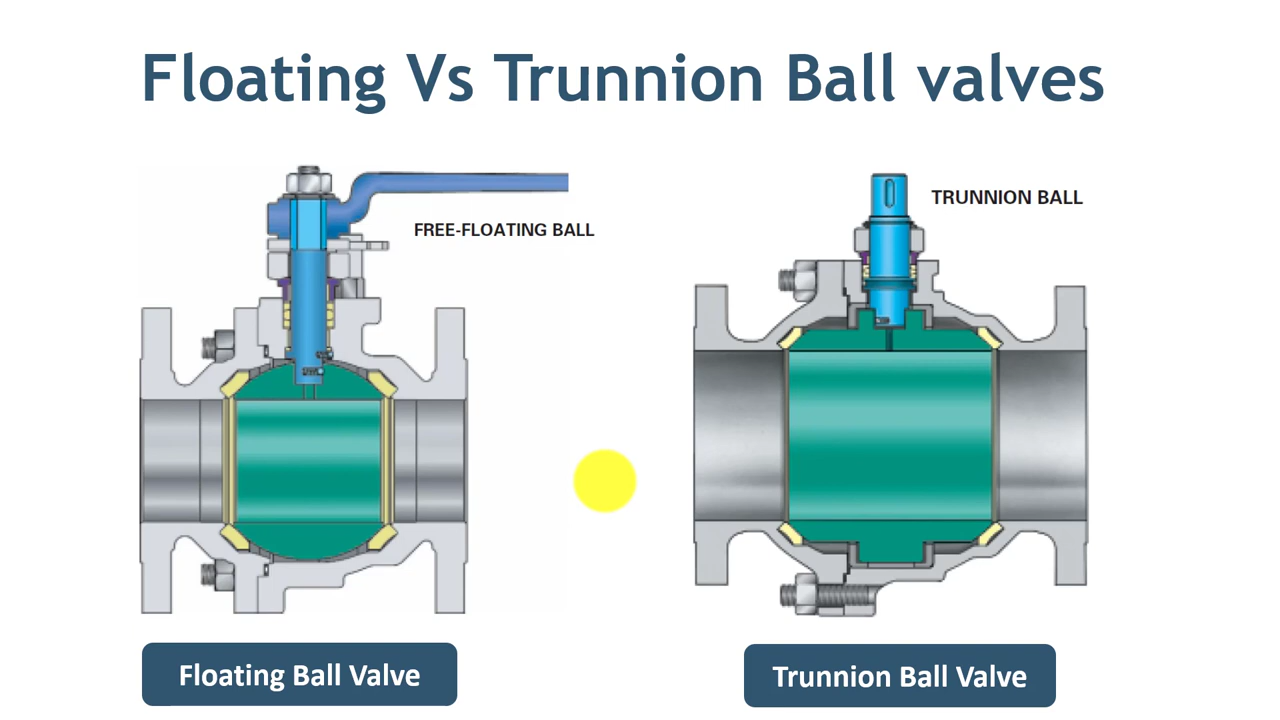 Floating Vs Trunnion Ball valves
FREE-FLOATING BALL
TRUNNION BALL
Floating Ball Valve
Trunnion Ball Valve